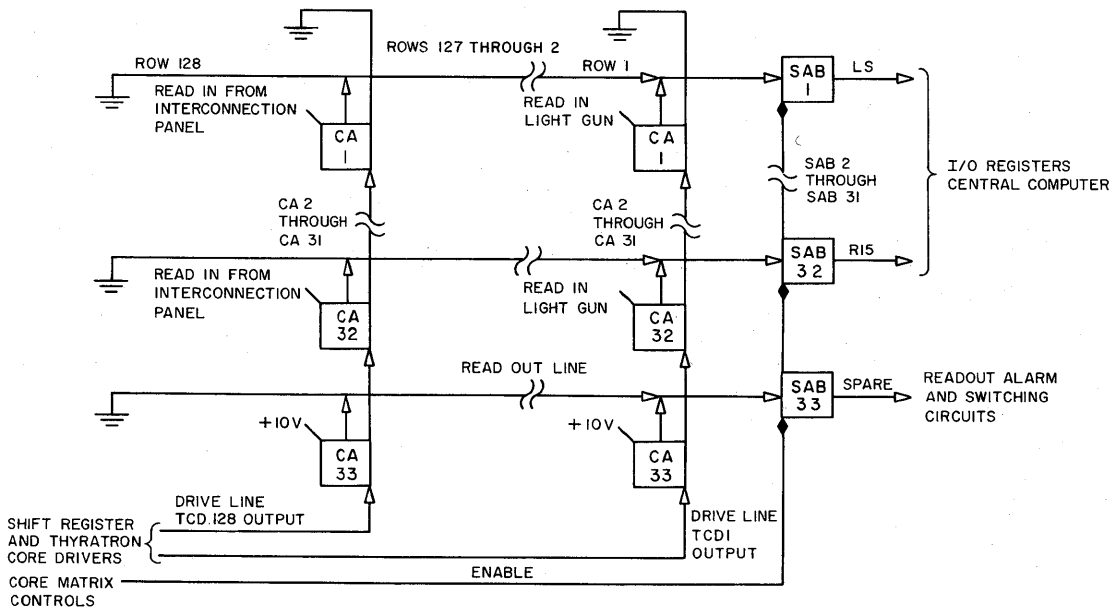 ROWS 127 THROUGH 2
ROW 128
ROW 1
SAB
1
LS
READ IN FROM
INTERCONNECTION
PANEL
CA
1
READ IN
LIGHT GUN
CA
1
SAB 2
THROUGH
SAB 31
I/O REGISTERS
CENTRAL COMPUTER
CA 2
THROUGH
CA 31
CA 2
THROUGH
CA 31
SAB
32
R15
READ IN FROM
INTERCONNECTION
PANEL
CA
32
READ IN
LIGHT GUN
CA
32
READ OUT LINE
SAB
33
SPARE
READOUT ALARM
AND SWITCHING
CIRCUITS
+10V
CA
33
+10V
CA
33
DRIVE LINE
TCD.128 OUTPUT
DRIVE LINE
TCD1
OUTPUT
SHIFT REGISTER
AND THYRATRON
CORE DRIVERS
ENABLE
CORE MATRIX
CONTROLS